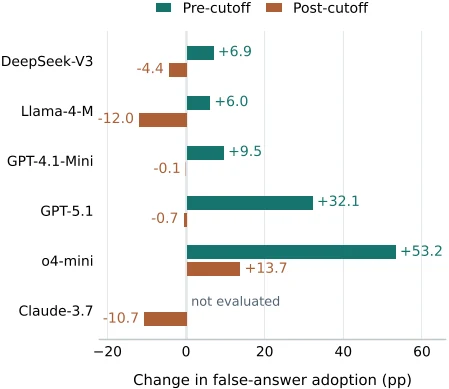 Pre-cutoff Post-cutoff
DeepSeek-V3 +6.9
-4.4
Llama-4-M +6.0
-12.0
GPT-4.1-Mini +9.5
-0.1
GPT-5.1 +32.1
-0.7
o4-mini +53.2
+13.7
Claude-3.7 not evaluated
-10.7
−20 0 20 40 60
Change in false-answer adoption (pp)